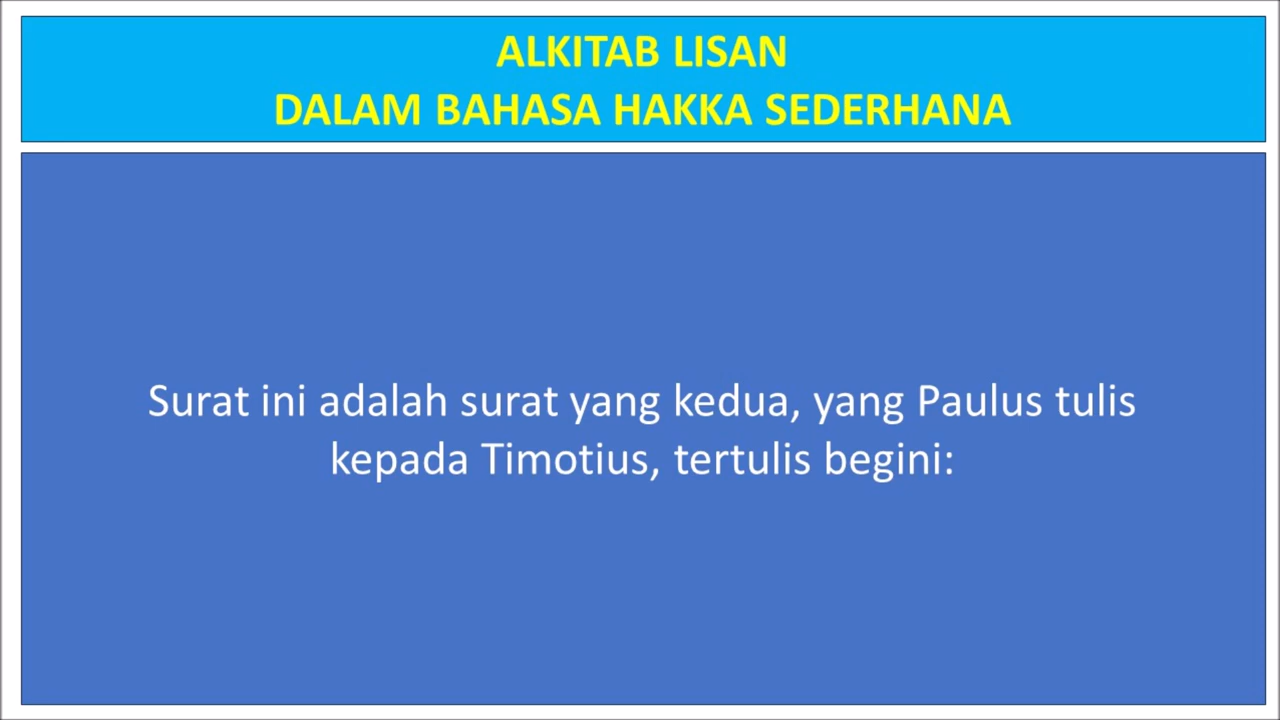 ALKITAB LISAN
DALAM BAHASA HAKKA SEDERHANA
Surat ini adalah surat yang kedua, yang Paulus tulis
kepada Timotius, tertulis begini: